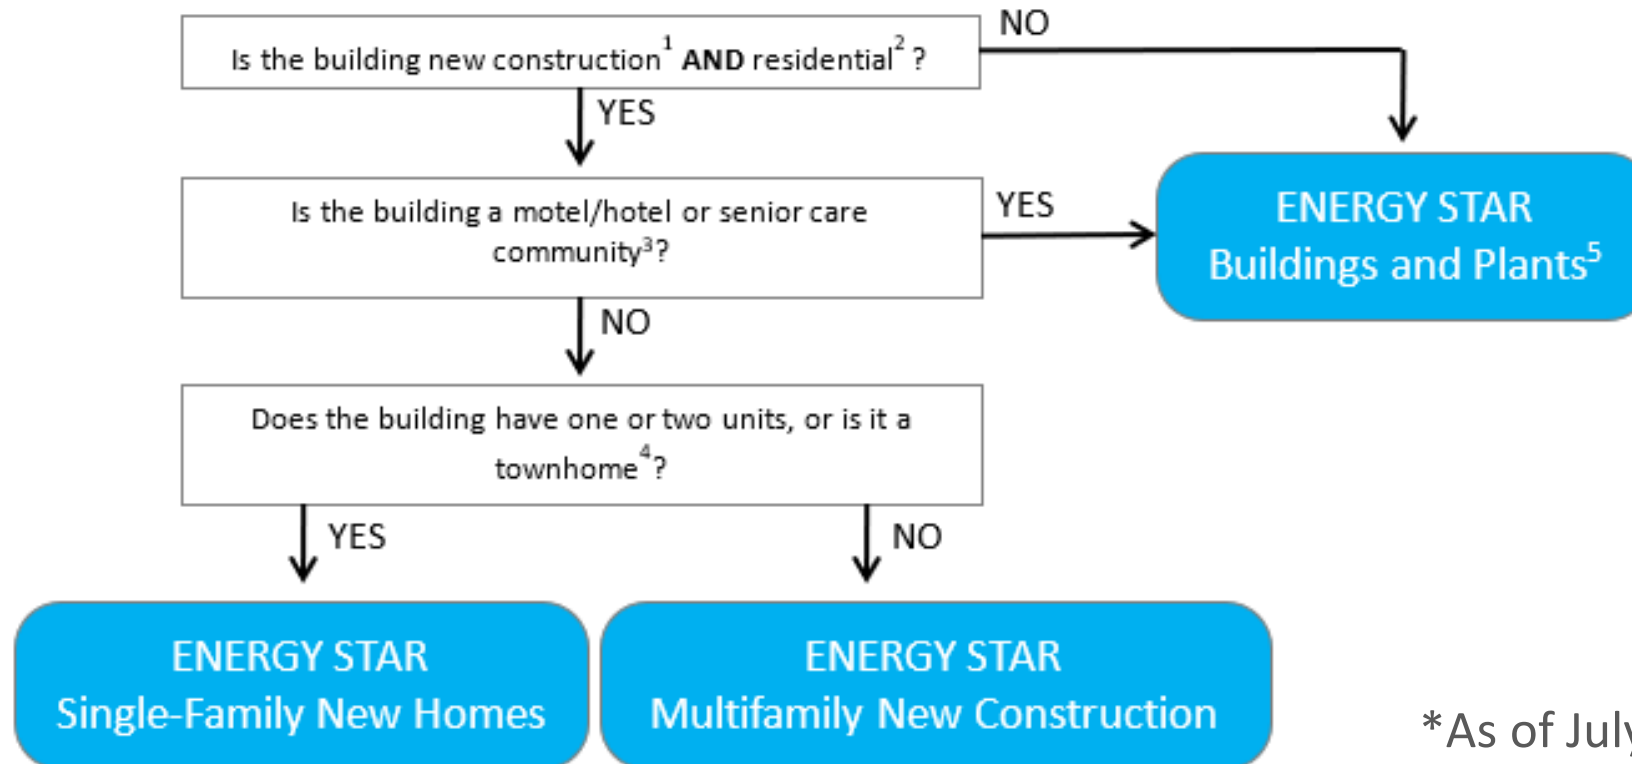 NO
Is the building new construction¹ AND residential² ?
YES
Is the building a motel/hotel or senior care
community³?
YES
ENERGY STAR
Buildings and Plants⁵
NO
Does the building have one or two units, or is it a
townhome⁴?
YES
NO
ENERGY STAR
Single-Family New Homes
ENERGY STAR
Multifamily New Construction
*As of July